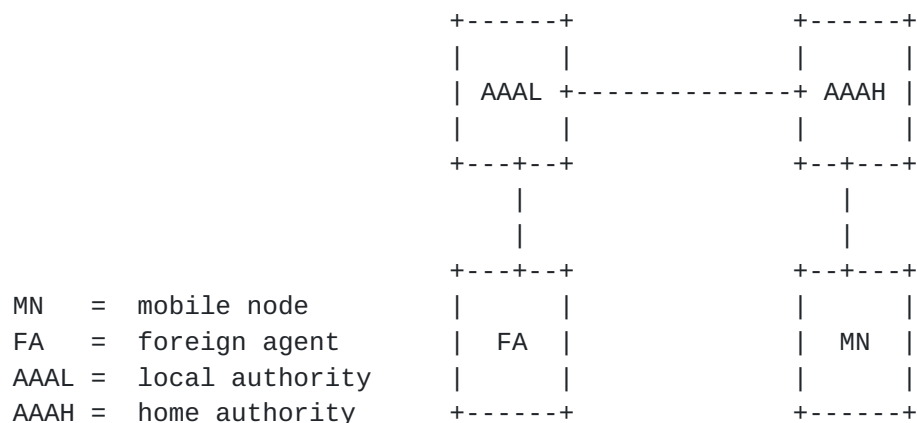 AAAL AAAH
MN = mobile node
FA = foreign agent FA MN
AAAL = local authority
AAAH = home authority